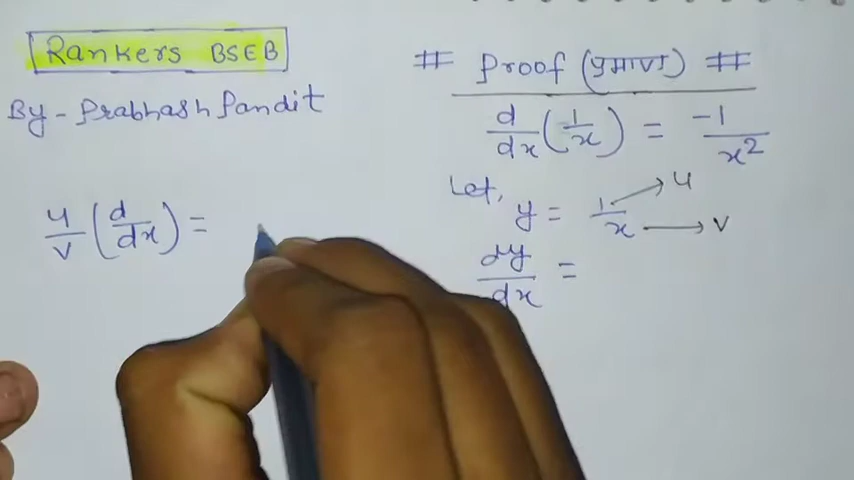 Rankers BSEB
By - Prabhash Pandit
u/v (d/dx) =
# Proof (प्रमाण) #
d/dx (1/x) = -1/x²
Let, y = 1/x → u → v
dy/dx =